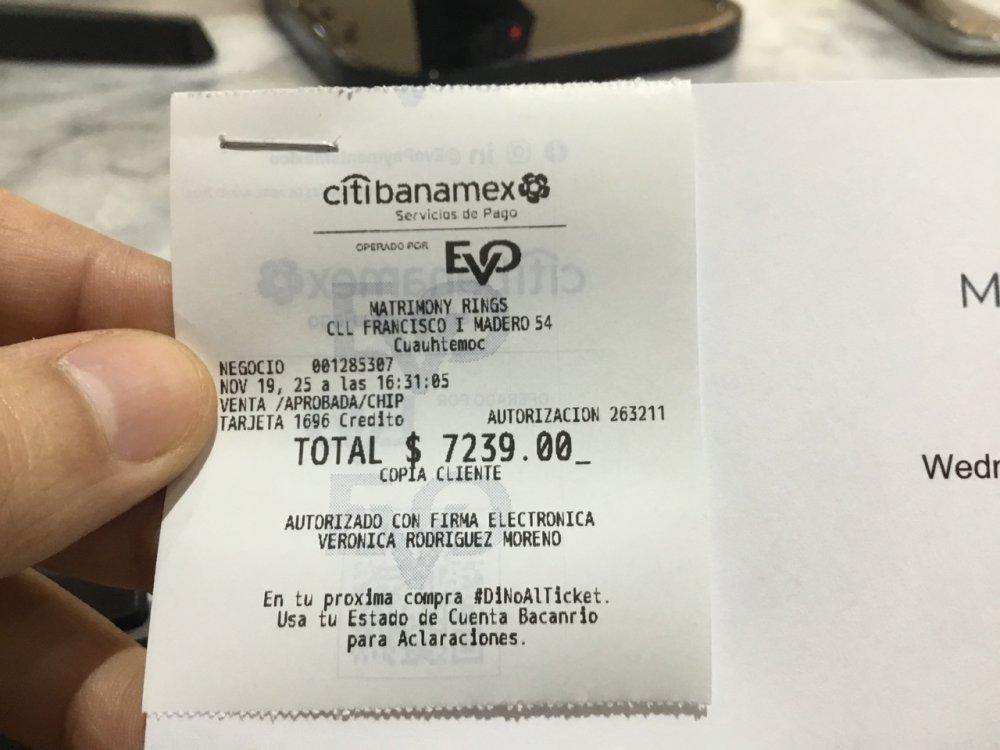 citibanamex
Servicios de Pago
OPERADO POR EVO
MATRIMONY RINGS
CLL FRANCISCO I MADERO 54
Cuauhtemoc
NEGOCIO 001285307
NOV 19, 25 a las 16:31:05
VENTA /APROBADA/CHIP
TARJETA 1696 Credito AUTORIZACION 263211
TOTAL $ 7239.00_
COPIA CLIENTE
AUTORIZADO CON FIRMA ELECTRONICA
VERONICA RODRIGUEZ MORENO
En tu proxima compra #DiNoAlTicket.
Usa tu Estado de Cuenta Bacanrio
para Aclaraciones.
M
Wedn